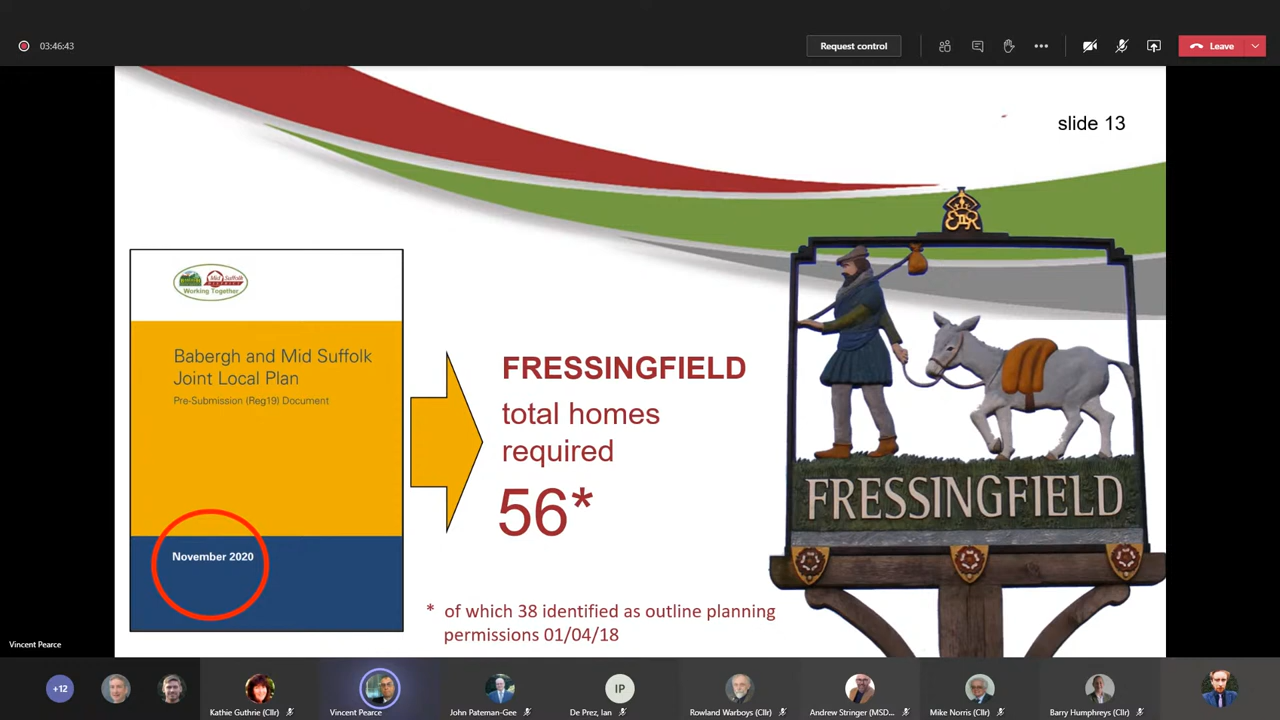 03:46:43
Request control
Leave
slide 13
Mid Suffolk
DISTRICT
Working Together
Babergh and Mid Suffolk
Joint Local Plan
Pre-Submission (Reg19) Document
November 2020
FRESSINGFIELD
total homes
required
56*
* of which 38 identified as outline planning
permissions 01/04/18
EIIR
FRESSINGFIELD
Vincent Pearce
+12
Kathie Guthrie (Cllr)
Vincent Pearce
John Pateman-Gee
IP
De Prez, Ian
Rowland Warboys (Cllr)
Andrew Stringer (MSD...
Mike Norris (Cllr)
Barry Humphreys (Cllr)